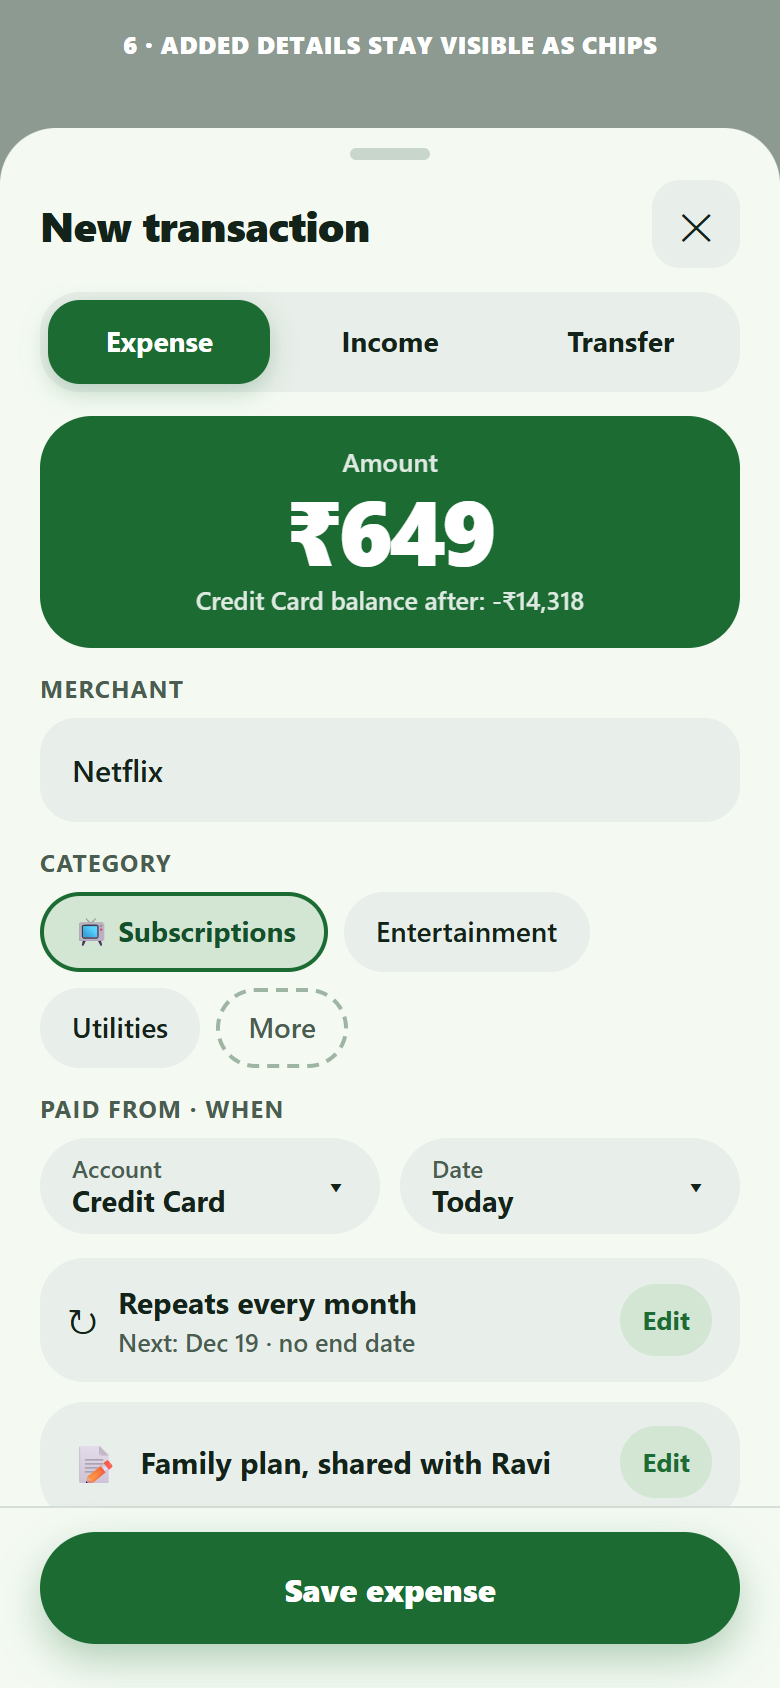 6 · ADDED DETAILS STAY VISIBLE AS CHIPS
New transaction
Expense Income Transfer
Amount
₹649
Credit Card balance after: -₹14,318
MERCHANT
Netflix
CATEGORY
Subscriptions Entertainment
Utilities More
PAID FROM · WHEN
Account Date
Credit Card Today
Repeats every month
Next: Dec 19 · no end date
Edit
Family plan, shared with Ravi Edit
Save expense